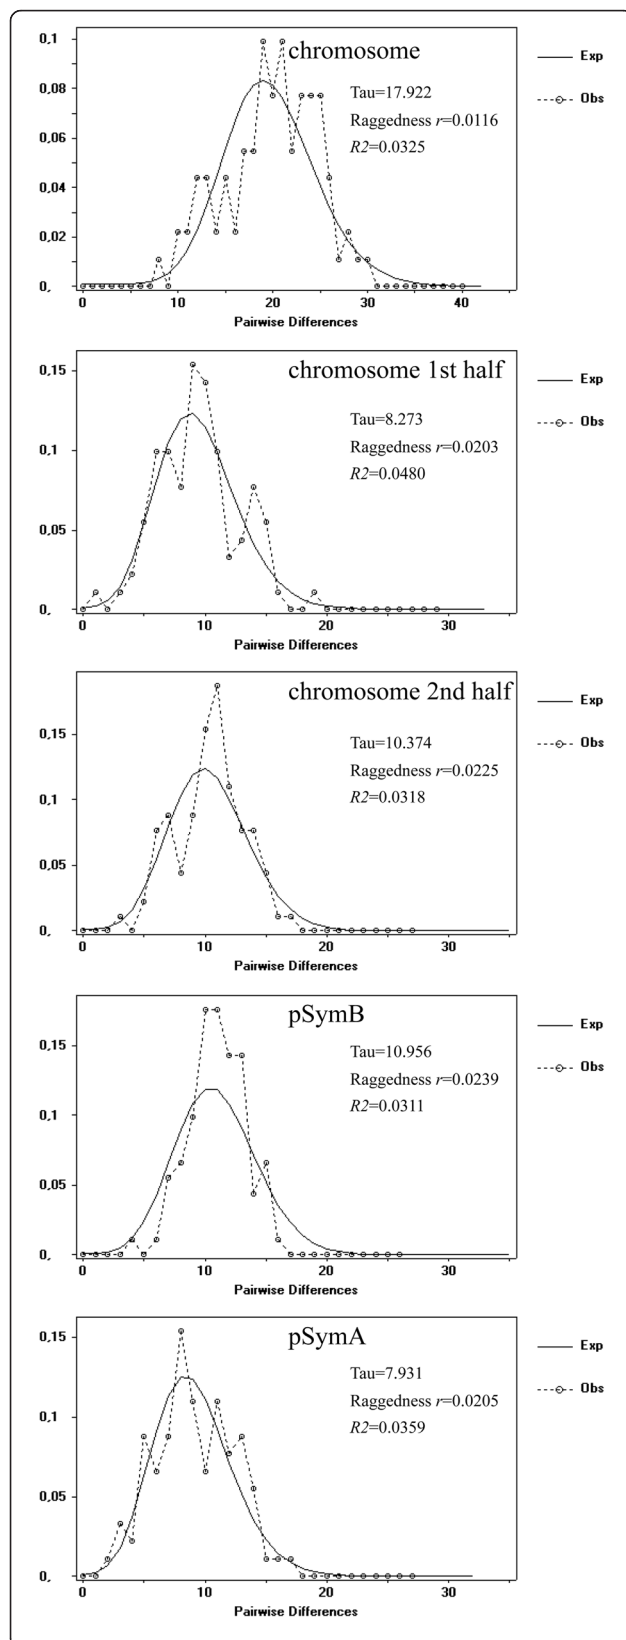 chromosome
Exp
Obs
Tau=17.922
Raggedness r=0.0116
R2=0.0325
0,1
0,08
0,06
0,04
0,02
0,
0 10 20 30 40
Pairwise Differences
chromosome 1st half
Exp
Obs
Tau=8.273
Raggedness r=0.0203
R2=0.0480
0,15
0,1
0,05
0,
0 10 20 30
Pairwise Differences
chromosome 2nd half
Exp
Obs
Tau=10.374
Raggedness r=0.0225
R2=0.0318
0,15
0,1
0,05
0,
0 10 20 30
Pairwise Differences
pSymB
Exp
Obs
Tau=10.956
Raggedness r=0.0239
R2=0.0311
0,15
0,1
0,05
0,
0 10 20 30
Pairwise Differences
pSymA
Exp
Obs
Tau=7.931
Raggedness r=0.0205
R2=0.0359
0,15
0,1
0,05
0,
0 10 20 30
Pairwise Differences